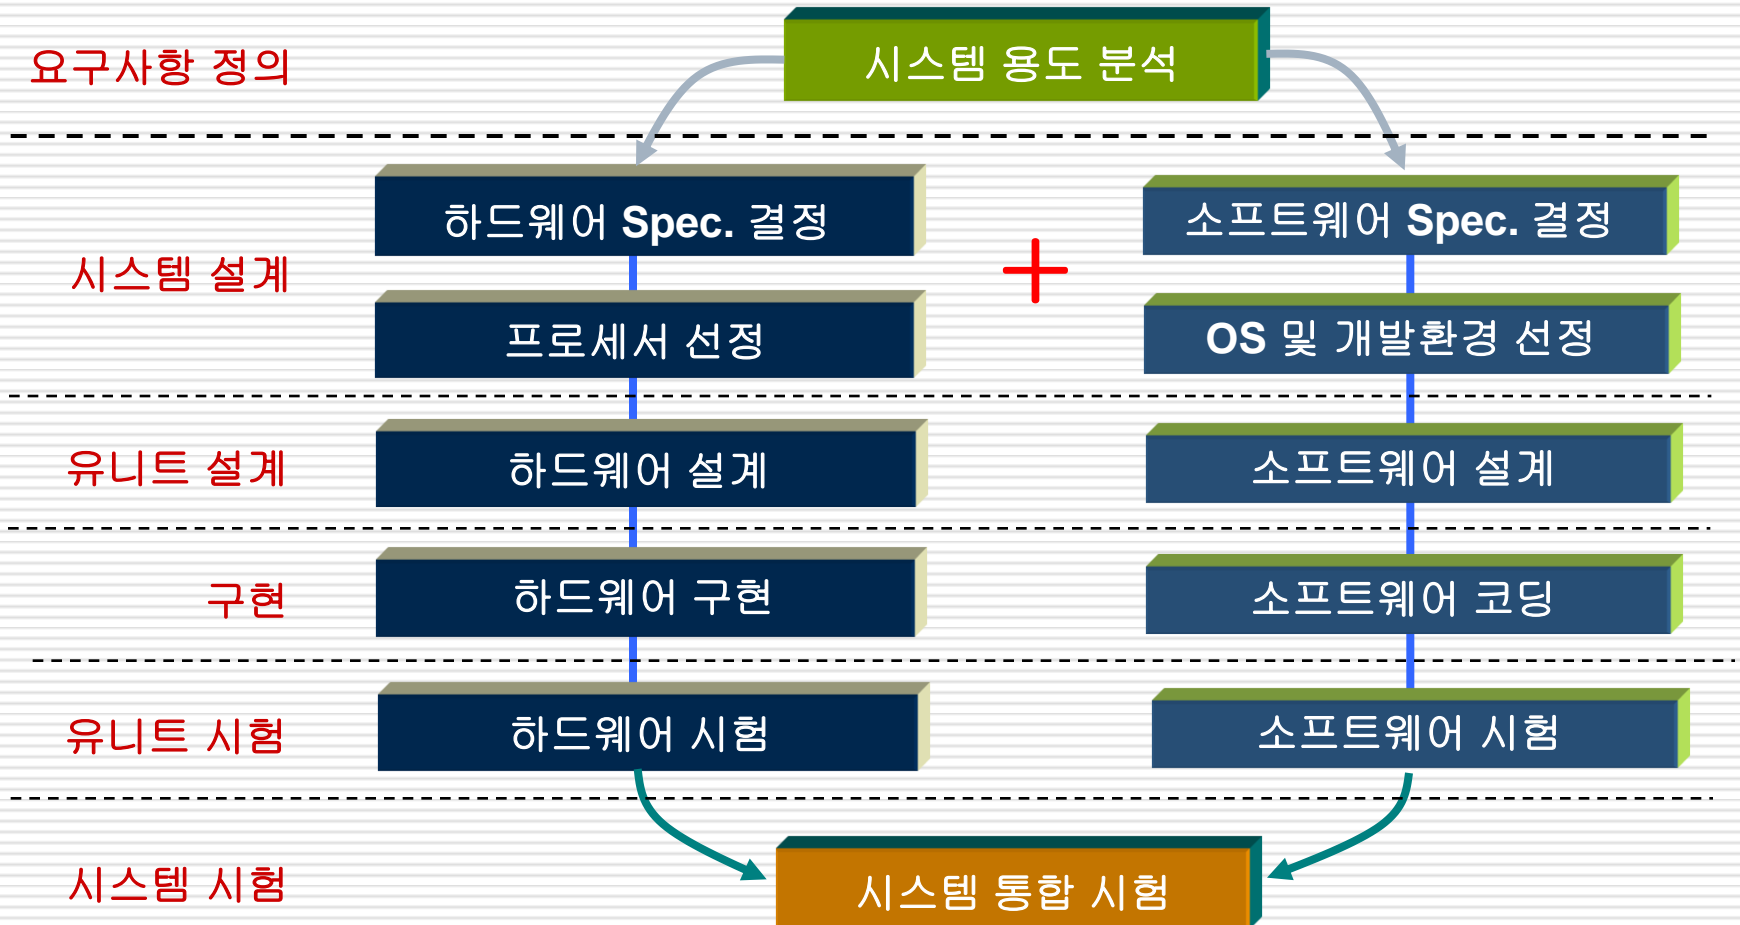 요구사항 정의
시스템 용도 분석
시스템 설계
하드웨어 Spec. 결정
소프트웨어 Spec. 결정
프로세서 선정
OS 및 개발환경 선정
유니트 설계
하드웨어 설계
소프트웨어 설계
구현
하드웨어 구현
소프트웨어 코딩
유니트 시험
하드웨어 시험
소프트웨어 시험
시스템 시험
시스템 통합 시험